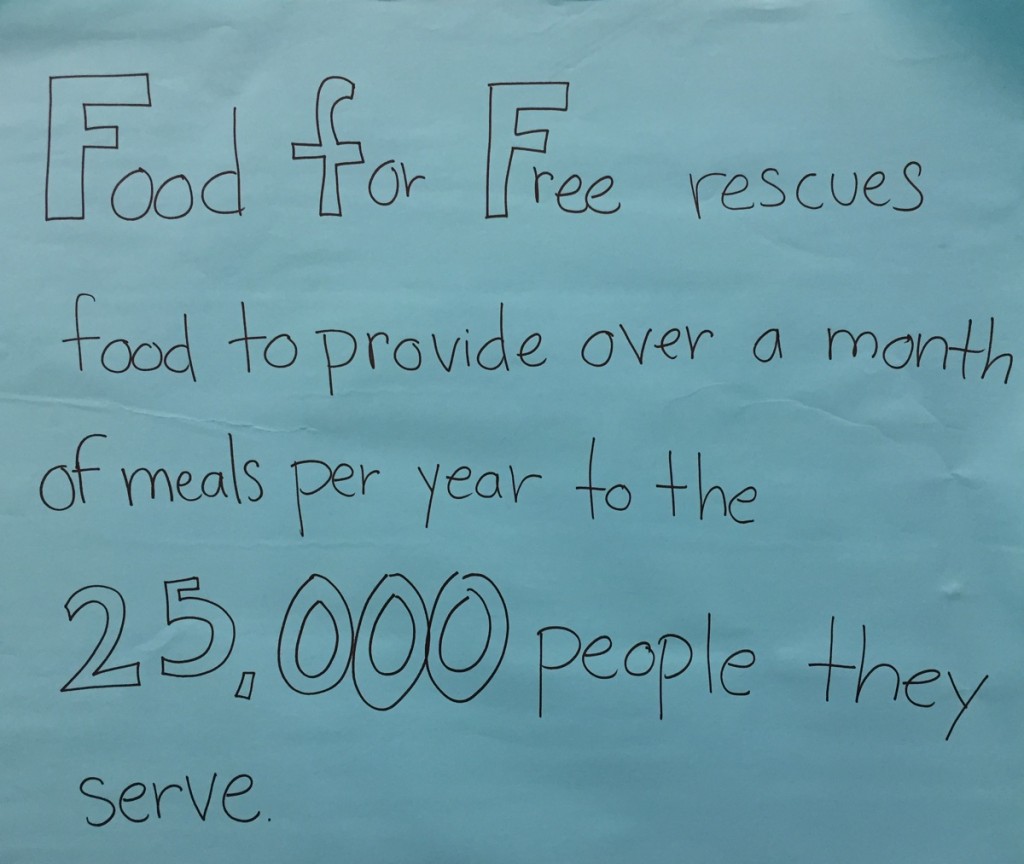 Food for Free rescues
food to provide over a month
of meals per year to the
25,000 people they
serve.